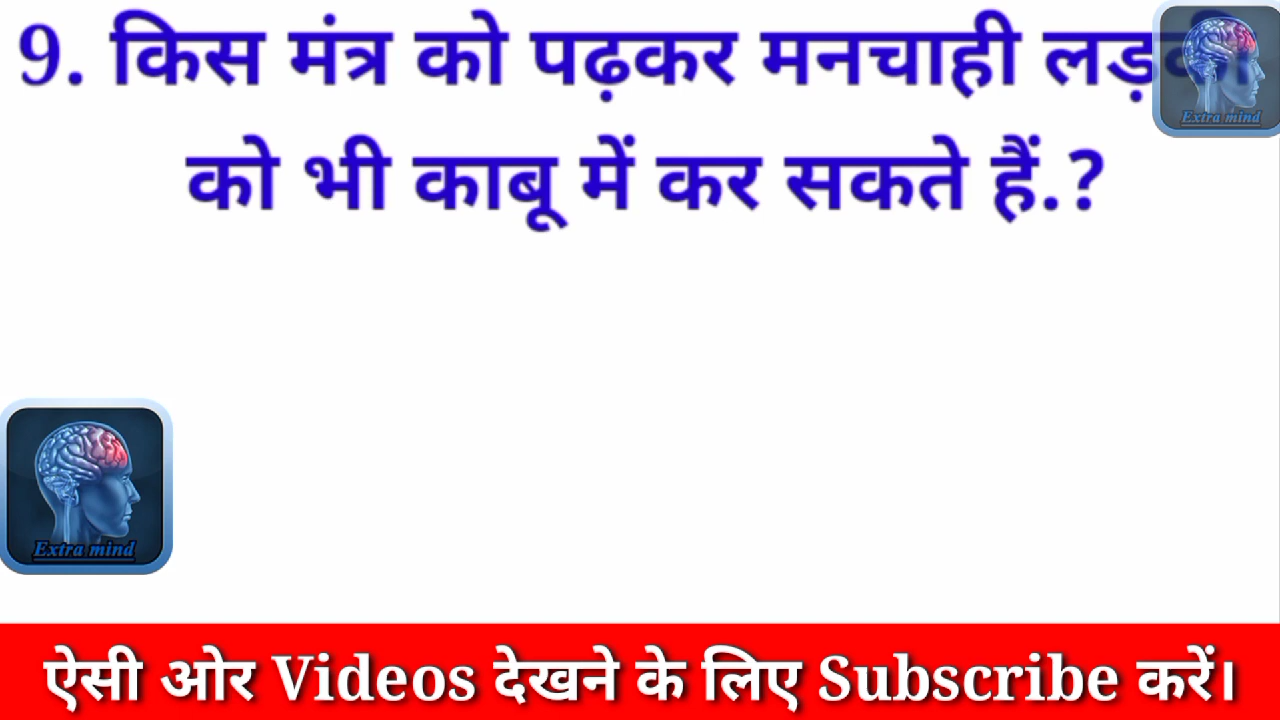 9. किस मंत्र को पढ़कर मनचाही
Extra mind
को भी काबू में कर सकते हैं.?
Extra mind
ऐसी ओर Videos देखने के लिए Subscribe करें।